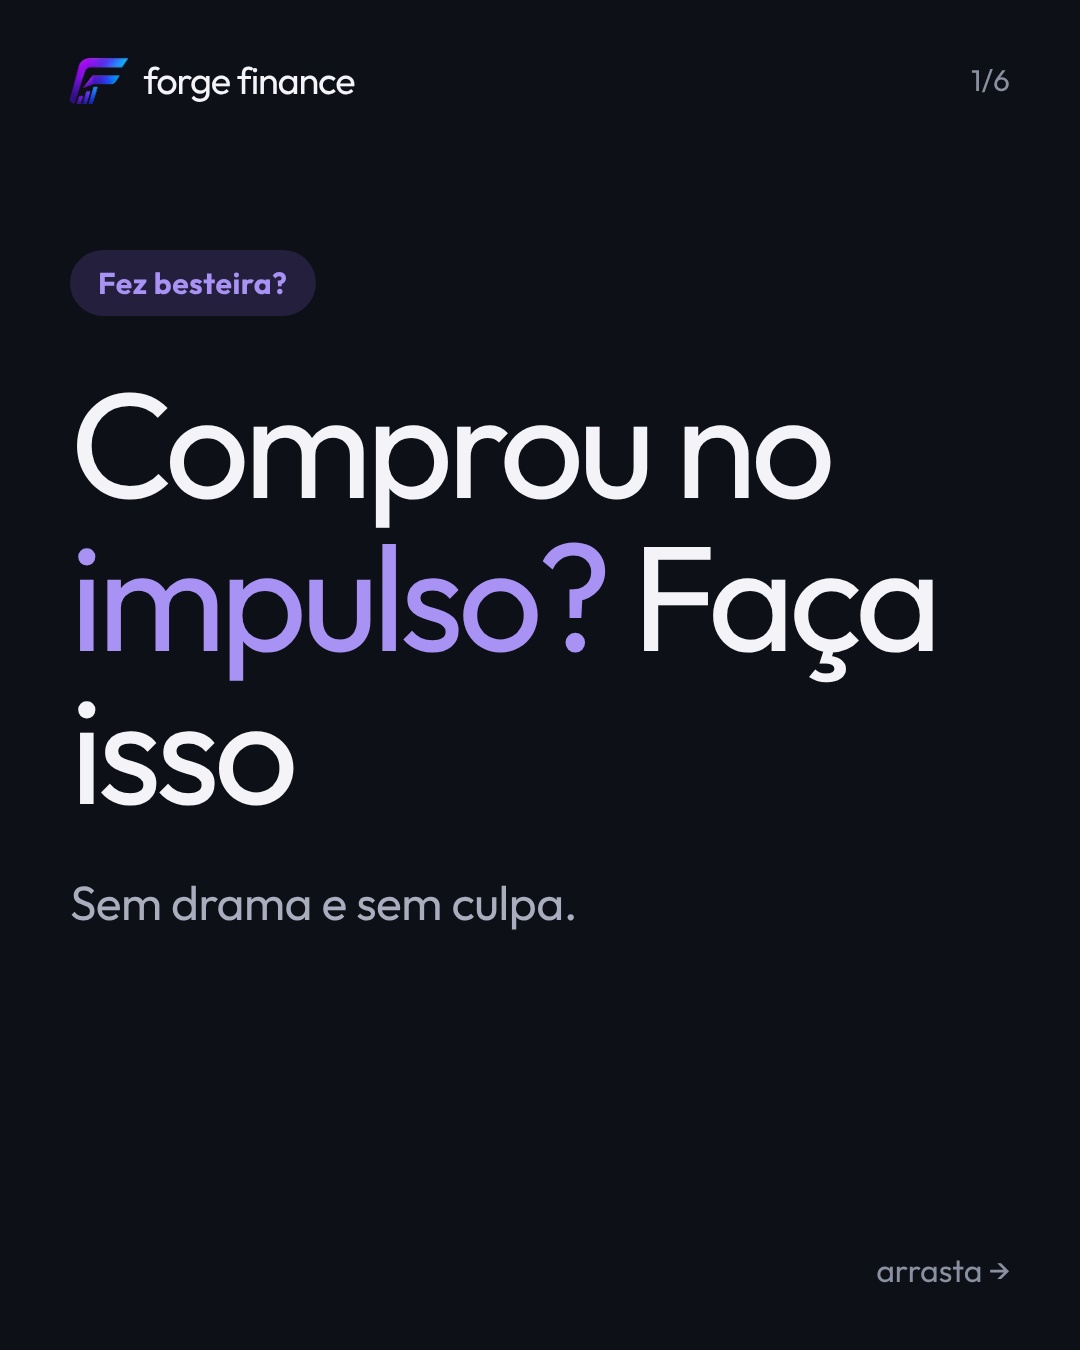 forge finance
1/6
Fez besteira?
Comprou no
impulso? Faça
isso
Sem drama e sem culpa.
arrasta →